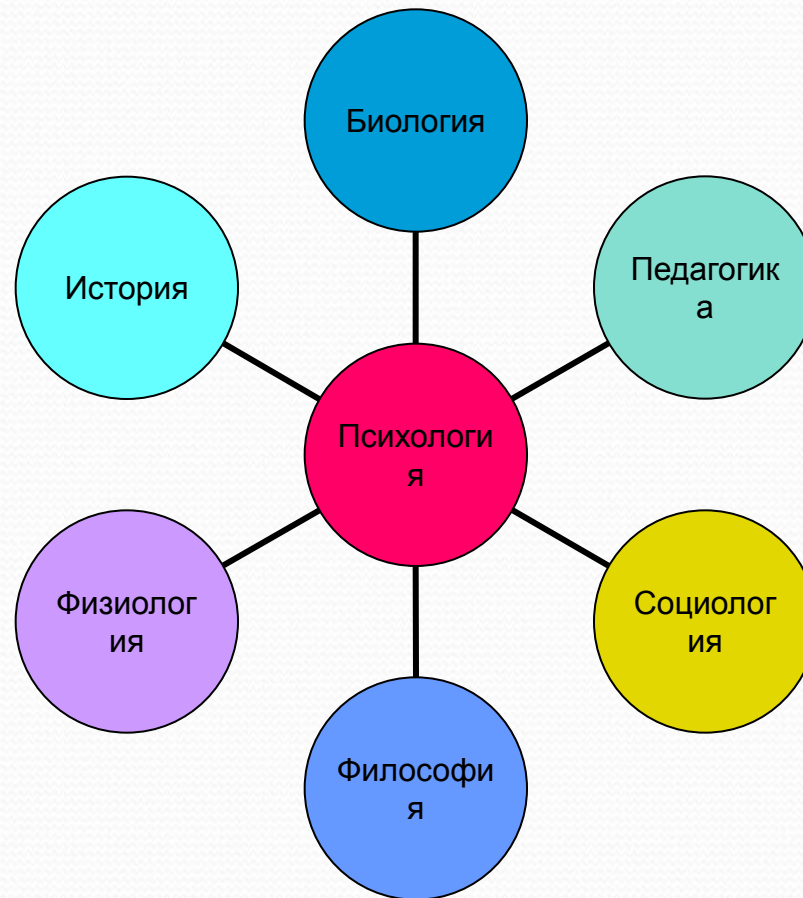 Биология
История
Педагогик
а
Психологи
я
Физиолог
ия
Социолог
ия
Философи
я